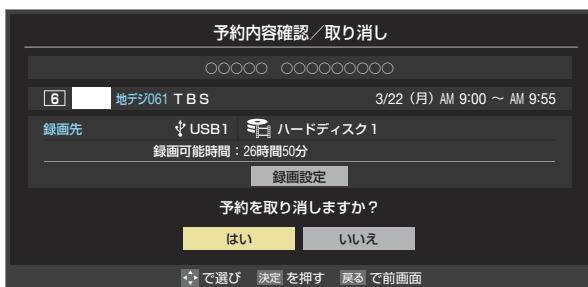 予約内容確認／取り消し
○○○○○ ○○○○○○○○○
6 地デジ061 TBS 3/22（月）AM 9:00 ～ AM 9:55
録画先 USB1 ハードディスク1
録画可能時間：26時間50分
録画設定
予約を取り消しますか？
はい いいえ
で選び 決定 を押す 戻る で前画面